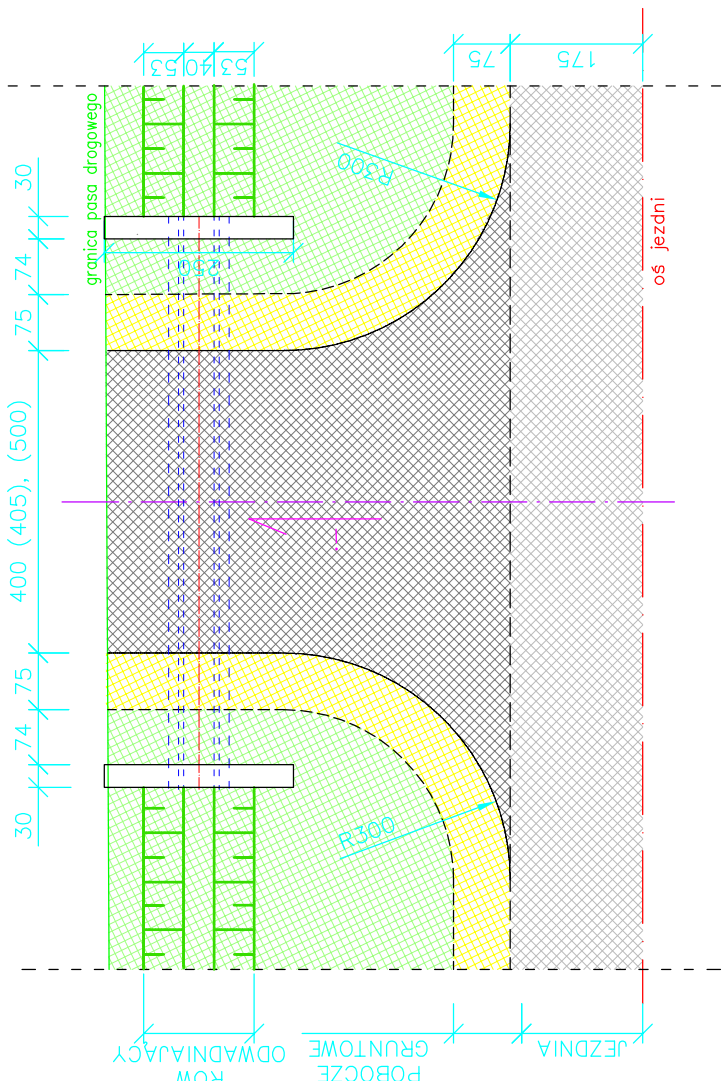 53
40
53
75
175
granica pasa drogowego
30
74
75
400 (405), (500)
75
74
30
250
R300
R300
oś jezdni
i
RÓW
ODWADNIAJĄCY
POBOCZE
GRUNTOWE
JEZDNIA